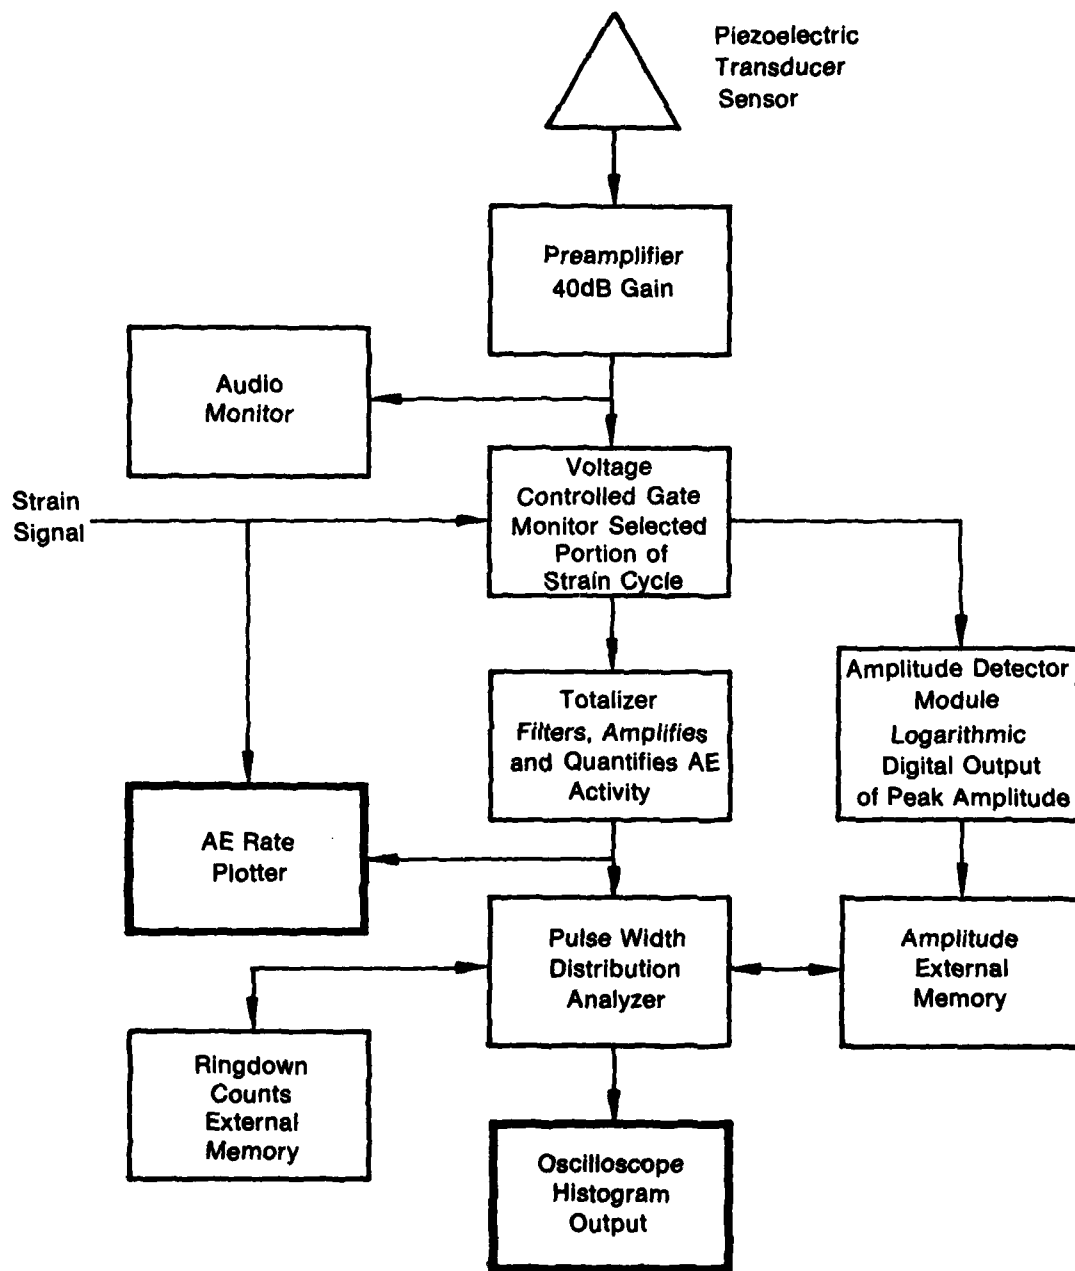 Piezoelectric
Transducer
Sensor
Preamplifier
40dB Gain
Audio
Monitor
Strain
Signal
Voltage
Controlled Gate
Monitor Selected
Portion of
Strain Cycle
Totalizer
Filters, Amplifies
and Quantifies AE
Activity
Amplitude Detector
Module
Logarithmic
Digital Output
of Peak Amplitude
AE Rate
Plotter
Pulse Width
Distribution
Analyzer
Amplitude
External
Memory
Ringdown
Counts
External
Memory
Oscilloscope
Histogram
Output